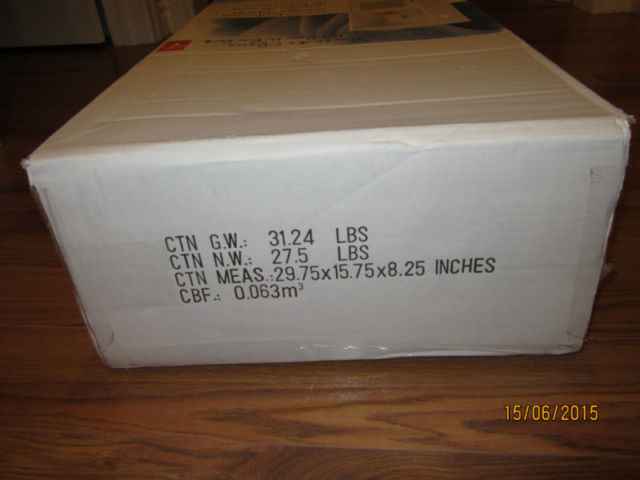 CTN G.W.: 31.24 LBS
CTN N.W.: 27.5 LBS
CTN MEAS.:29.75x15.75x8.25 INCHES
CBF.: 0.063m³
15/06/2015